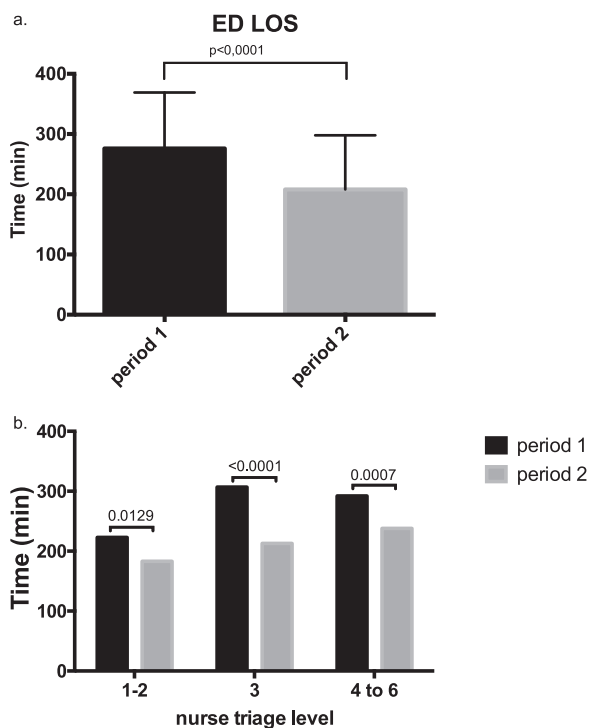 a.
ED LOS
p<0,0001
400
300
200
100
0
Time (min)
period 1
period 2
b.
400
300
200
100
0
Time (min)
0.0129
<0.0001
0.0007
1-2
3
4 to 6
nurse triage level
period 1
period 2